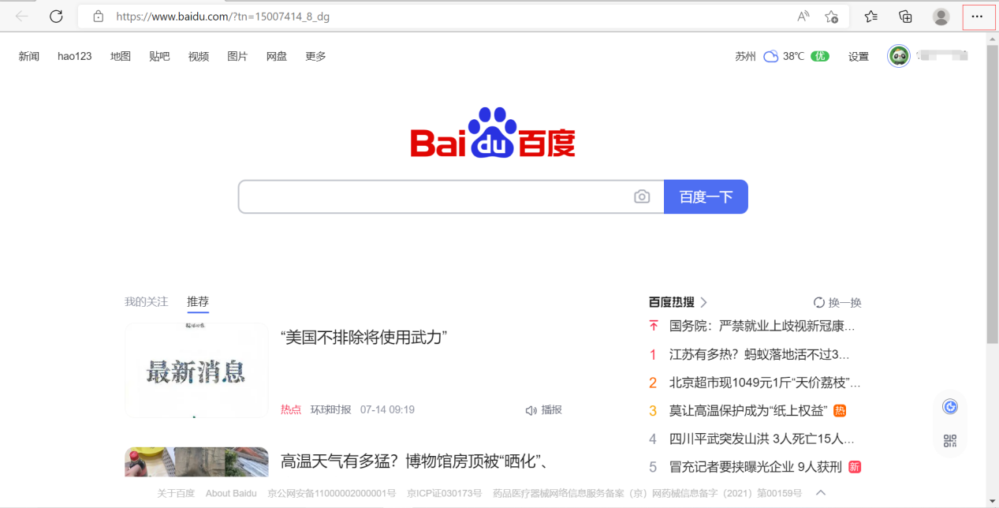 https://www.baidu.com/?tn=15007414_8_dg
新闻 hao123 地图 贴吧 视频 图片 网盘 更多 苏州 38℃ 优 设置
Bai du 百度
百度一下
我的关注 推荐
最新消息
“美国不排除将使用武力”
热点 环球时报 07-14 09:19 播报
高温天气有多猛？博物馆房顶被“晒化”、
百度热搜 换一换
国务院：严禁就业上歧视新冠康...
1 江苏有多热？蚂蚁落地活不过3...
2 北京超市现1049元1斤“天价荔枝”...
3 莫让高温保护成为“纸上权益” 热
4 四川平武突发山洪 3人死亡15人...
5 冒充记者要挟曝光企业 9人获刑 新
关于百度 About Baidu 京公网安备11000002000001号 京ICP证030173号 药品医疗器械网络信息服务备案（京）网药械信息备字（2021）第00159号